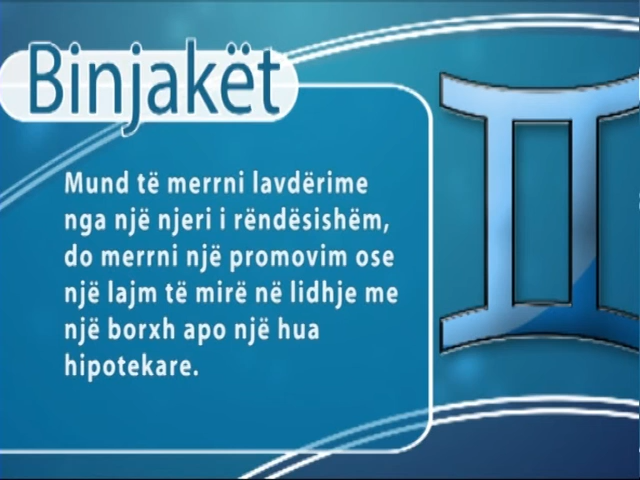 Binjakët
Mund të merrni lavdërime
nga një njeri i rëndësishëm,
do merrni një promovim ose
një lajm të mirë në lidhje me
një borxh apo një hua
hipotekare.